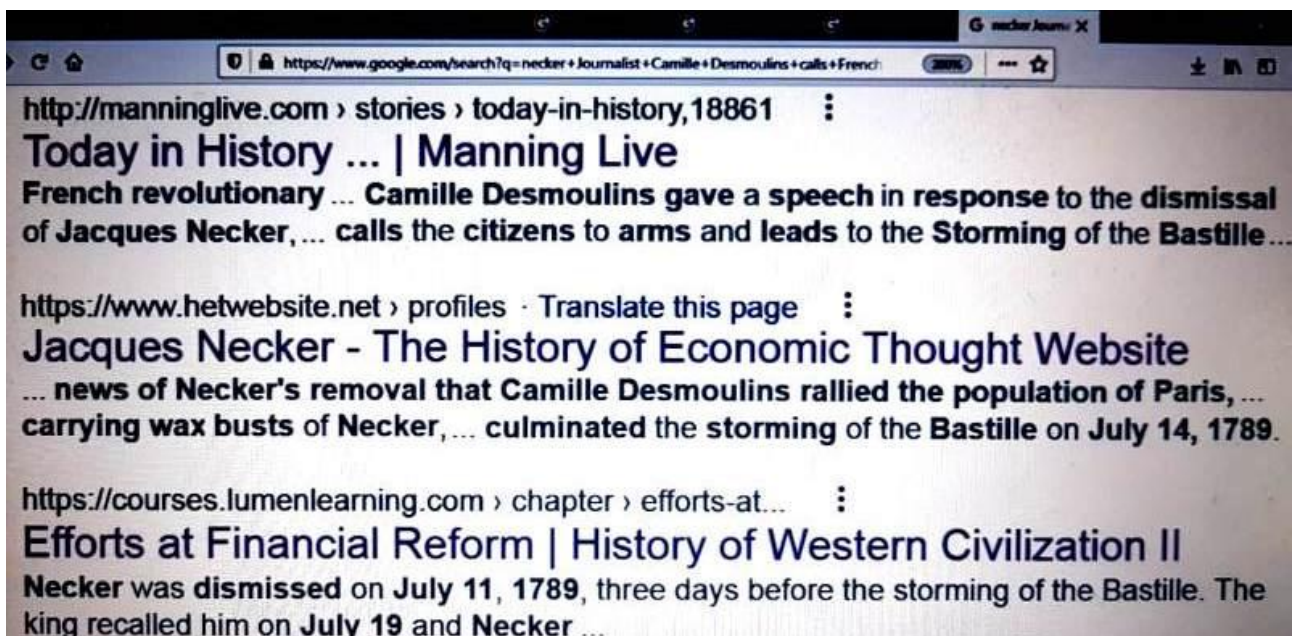 G necker Journ X
https://www.google.com/search?q=necker+Journalist+Camille+Desmoulins+calls+French
http://manninglive.com › stories › today-in-history,18861
Today in History ... | Manning Live
French revolutionary ... Camille Desmoulins gave a speech in response to the dismissal
of Jacques Necker, ... calls the citizens to arms and leads to the Storming of the Bastille ...
https://www.hetwebsite.net › profiles · Translate this page
Jacques Necker - The History of Economic Thought Website
... news of Necker's removal that Camille Desmoulins rallied the population of Paris, ...
carrying wax busts of Necker, ... culminated the storming of the Bastille on July 14, 1789.
https://courses.lumenlearning.com › chapter › efforts-at...
Efforts at Financial Reform | History of Western Civilization II
Necker was dismissed on July 11, 1789, three days before the storming of the Bastille. The
king recalled him on July 19 and Necker ...